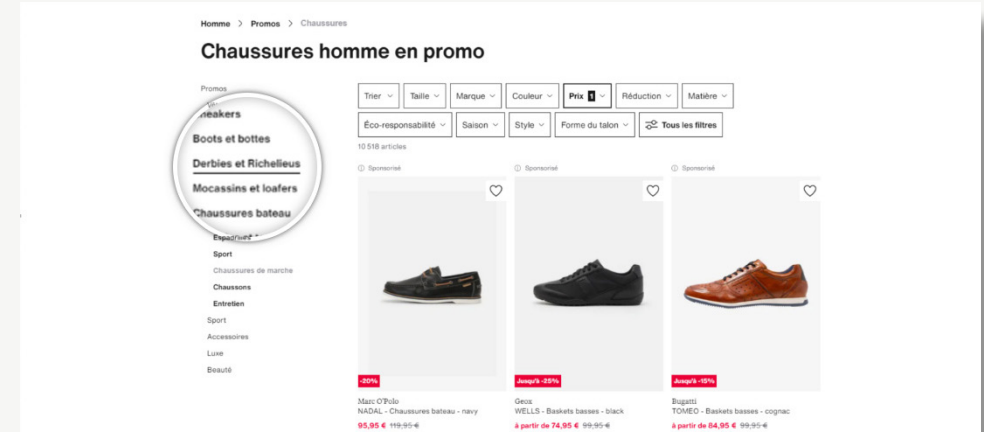 Homme > Promos > Chaussures
Chaussures homme en promo
Promos
Sneakers
Boots et bottes
Derbies et Richelieus
Mocassins et loafers
Chaussures bateau
Sport
Chaussures de marche
Chaussons
Entretien
Sport
Accessoires
Luxe
Beauté
Trier Taille Marque Couleur Prix 1 Réduction Matière
Éco-responsabilité Saison Style Forme du talon Tous les filtres
10 518 articles
Sponsorisé
-20%
Marc O'Polo
NADAL - Chaussures bateau - navy
95,95 € 119,95 €
Sponsorisé
Jusqu'à -25%
Geox
WELLS - Baskets basses - black
à partir de 74,95 € 99,95 €
Sponsorisé
Jusqu'à -15%
Bugatti
TOMEO - Baskets basses - cognac
à partir de 84,95 € 99,95 €